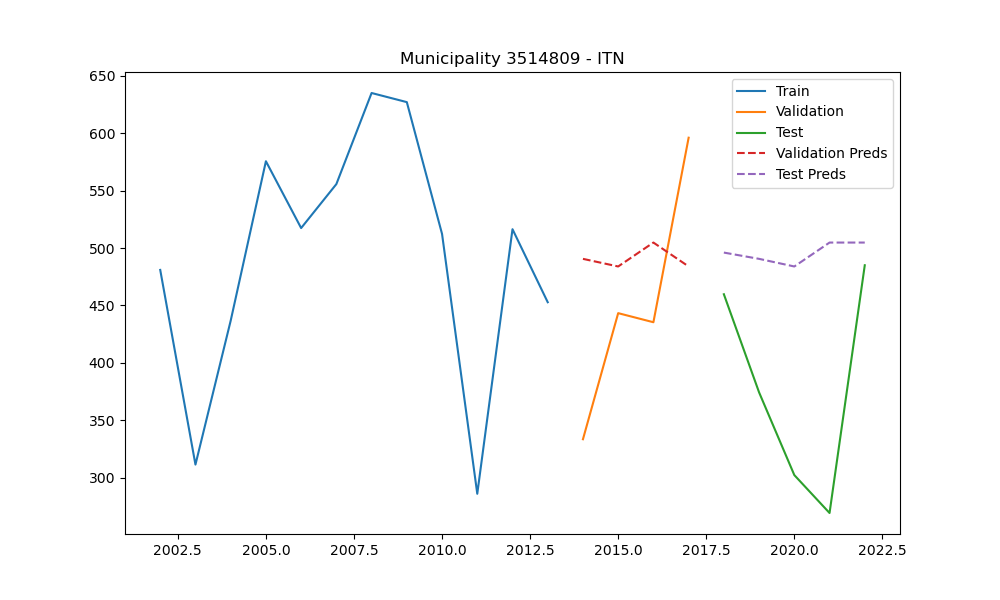 Municipality 3514809 - ITN
650
600
550
500
450
400
350
300
2002.5
2005.0
2007.5
2010.0
2012.5
2015.0
2017.5
2020.0
2022.5
Train
Validation
Test
Validation Preds
Test Preds